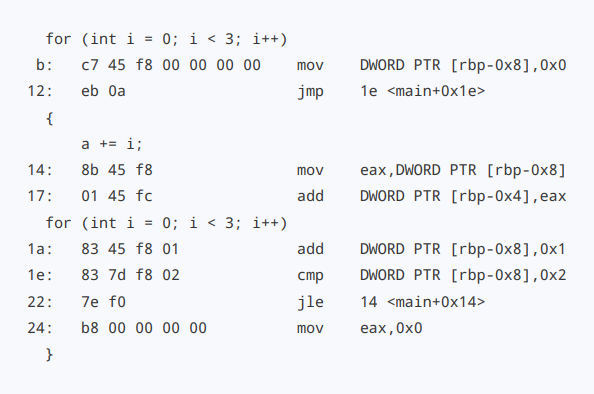 for (int i = 0; i < 3; i++)
b: c7 45 f8 00 00 00 00 mov DWORD PTR [rbp-0x8],0x0
12: eb 0a jmp 1e <main+0x1e>
{
a += i;
14: 8b 45 f8 mov eax,DWORD PTR [rbp-0x8]
17: 01 45 fc add DWORD PTR [rbp-0x4],eax
for (int i = 0; i < 3; i++)
1a: 83 45 f8 01 add DWORD PTR [rbp-0x8],0x1
1e: 83 7d f8 02 cmp DWORD PTR [rbp-0x8],0x2
22: 7e f0 jle 14 <main+0x14>
24: b8 00 00 00 00 mov eax,0x0
}